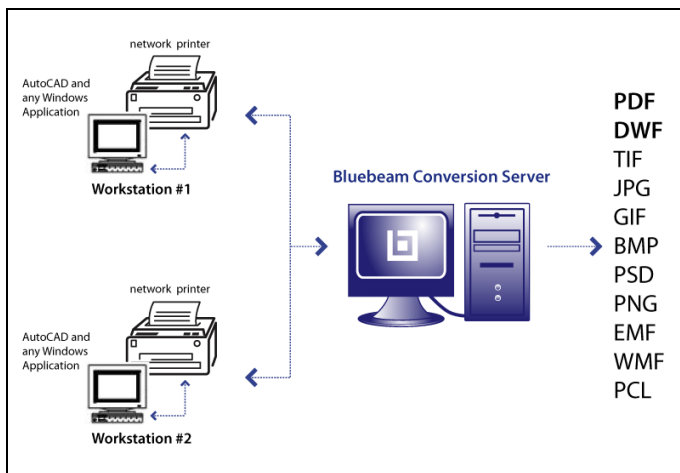 network printer
AutoCAD and
any Windows
Application
Workstation #1
network printer
AutoCAD and
any Windows
Application
Workstation #2
Bluebeam Conversion Server
PDF
DWF
TIF
JPG
GIF
BMP
PSD
PNG
EMF
WMF
PCL